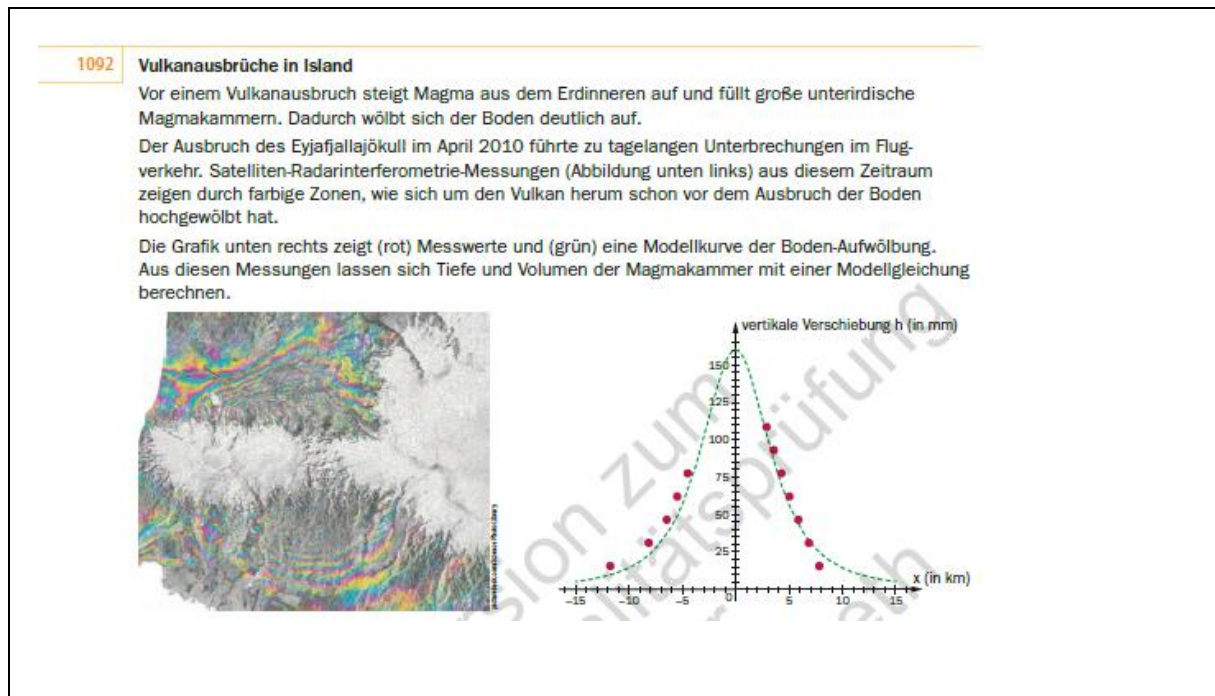 1092
Vulkanausbrüche in Island
Vor einem Vulkanausbruch steigt Magma aus dem Erdinneren auf und füllt große unterirdische
Magmakammern. Dadurch wölbt sich der Boden deutlich auf.
Der Ausbruch des Eyjafjallajökull im April 2010 führte zu tagelangen Unterbrechungen im Flug-
verkehr. Satelliten-Radarinterferometrie-Messungen (Abbildung unten links) aus diesem Zeitraum
zeigen durch farbige Zonen, wie sich um den Vulkan herum schon vor dem Ausbruch der Boden
hochgewölbt hat.
Die Grafik unten rechts zeigt (rot) Messwerte und (grün) eine Modellkurve der Boden-Aufwölbung.
Aus diesen Messungen lassen sich Tiefe und Volumen der Magmakammer mit einer Modellgleichung
berechnen.
vertikale Verschiebung h (in mm)
150
125
100
75
50
25
x (in km)
-15 -10 -5 0 5 10 15
zum